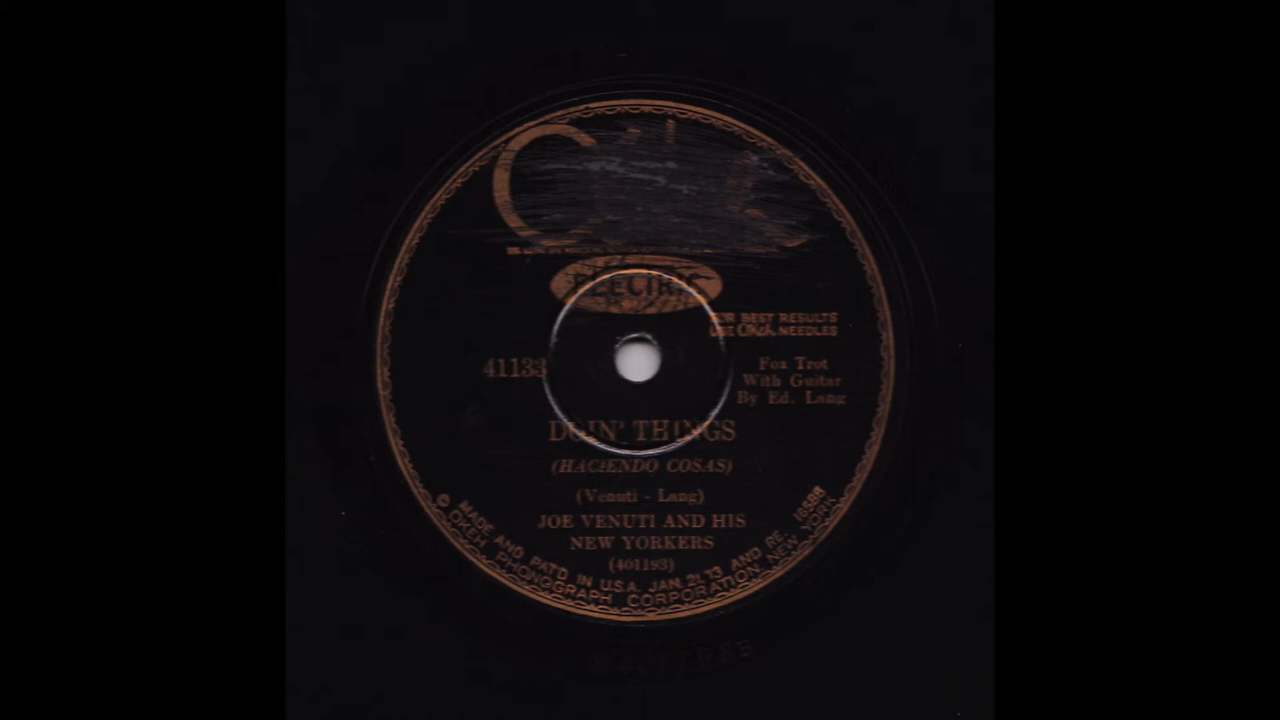 ELECTRIC
FOR BEST RESULTS
USE OKeh NEEDLES
41133
Fox Trot
With Guitar
By Ed. Lang
DOIN' THINGS
(HACIENDO COSAS)
(Venuti - Lang)
JOE VENUTI AND HIS
NEW YORKERS
(401193)
MADE AND PAT'D IN U.S.A. JAN. 21, '13 AND RE. 16588
© OKEH PHONOGRAPH CORPORATION, NEW YORK